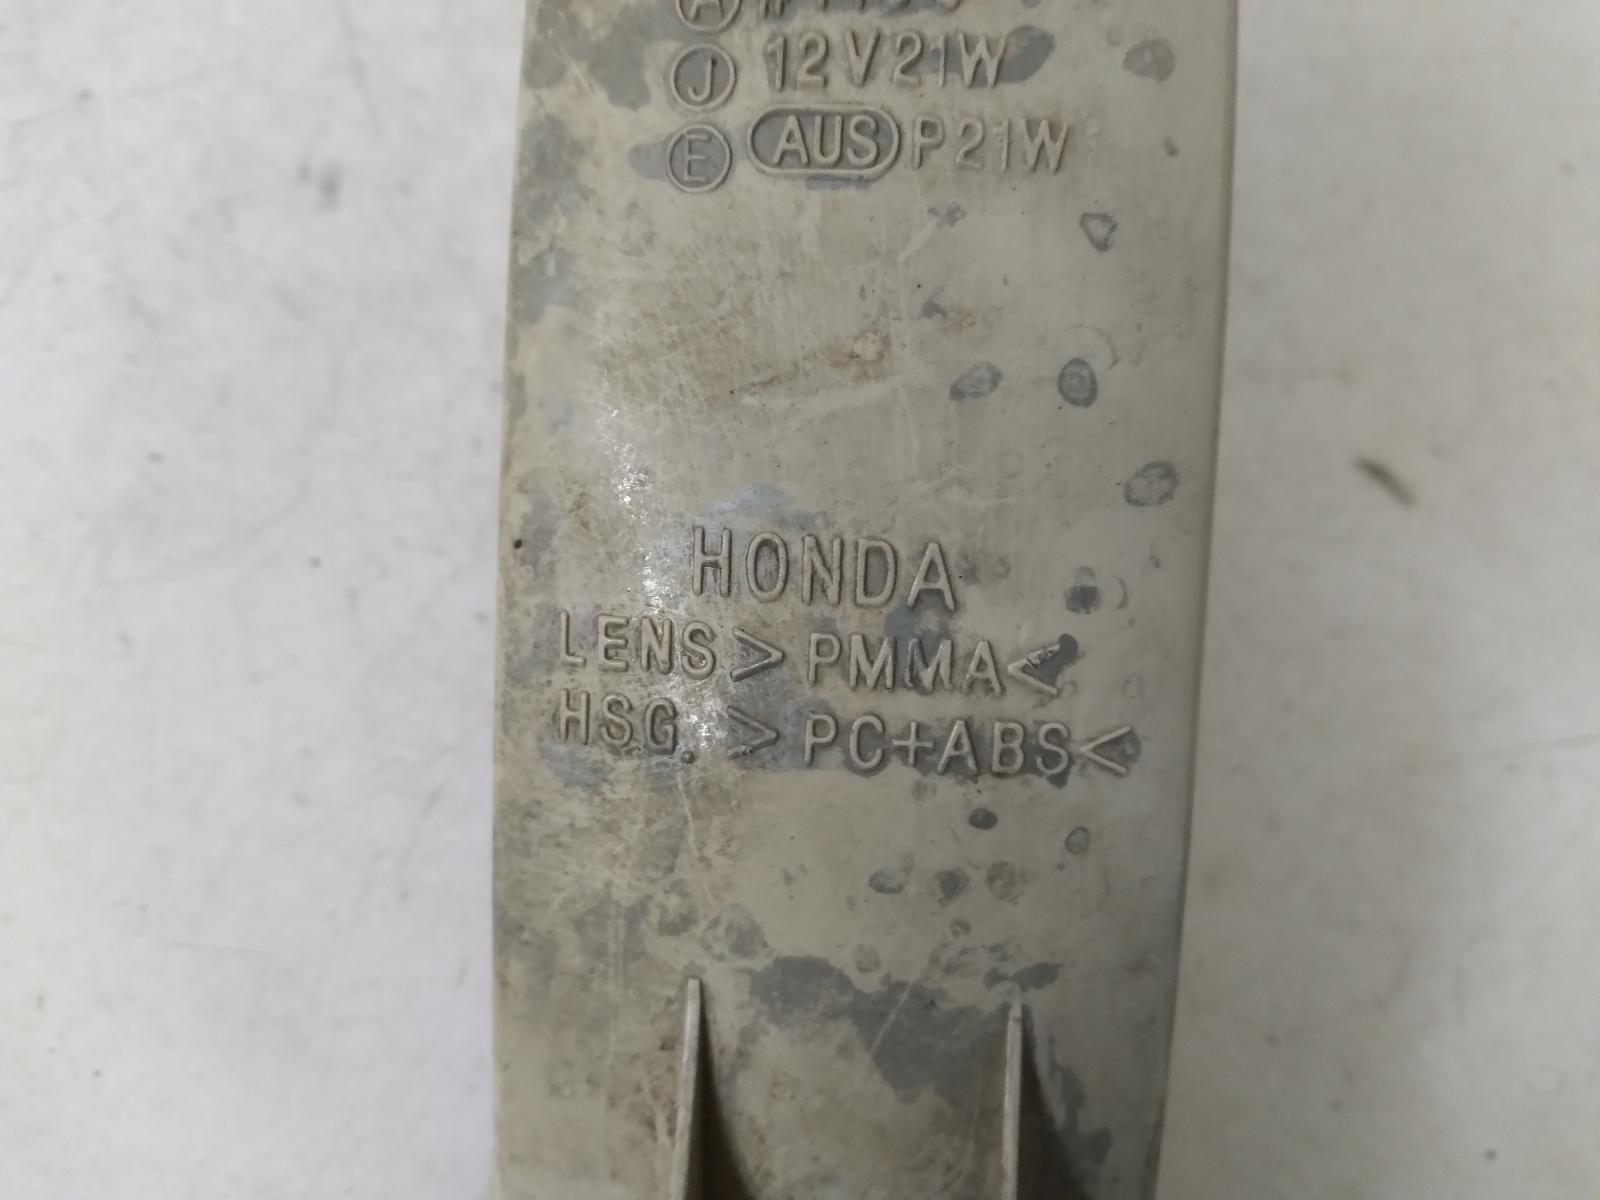 J 12V21W
E AUS P21W
HONDA
LENS > PMMA <
HSG. > PC+ABS <